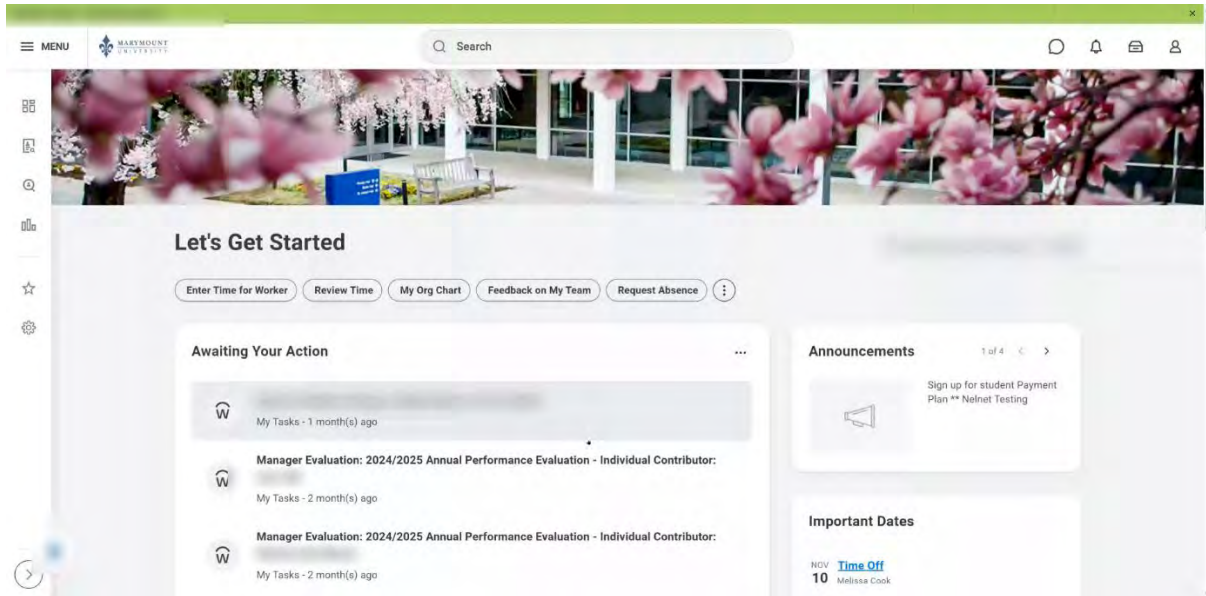 MENU
MARYMOUNT
UNIVERSITY
Search
Let's Get Started
Enter Time for Worker
Review Time
My Org Chart
Feedback on My Team
Request Absence
Awaiting Your Action
My Tasks - 1 month(s) ago
Manager Evaluation: 2024/2025 Annual Performance Evaluation - Individual Contributor:
My Tasks - 2 month(s) ago
Manager Evaluation: 2024/2025 Annual Performance Evaluation - Individual Contributor:
My Tasks - 2 month(s) ago
Announcements
1 of 4
Sign up for student Payment
Plan ** Nelnet Testing
Important Dates
NOV
10
Time Off
Melissa Cook